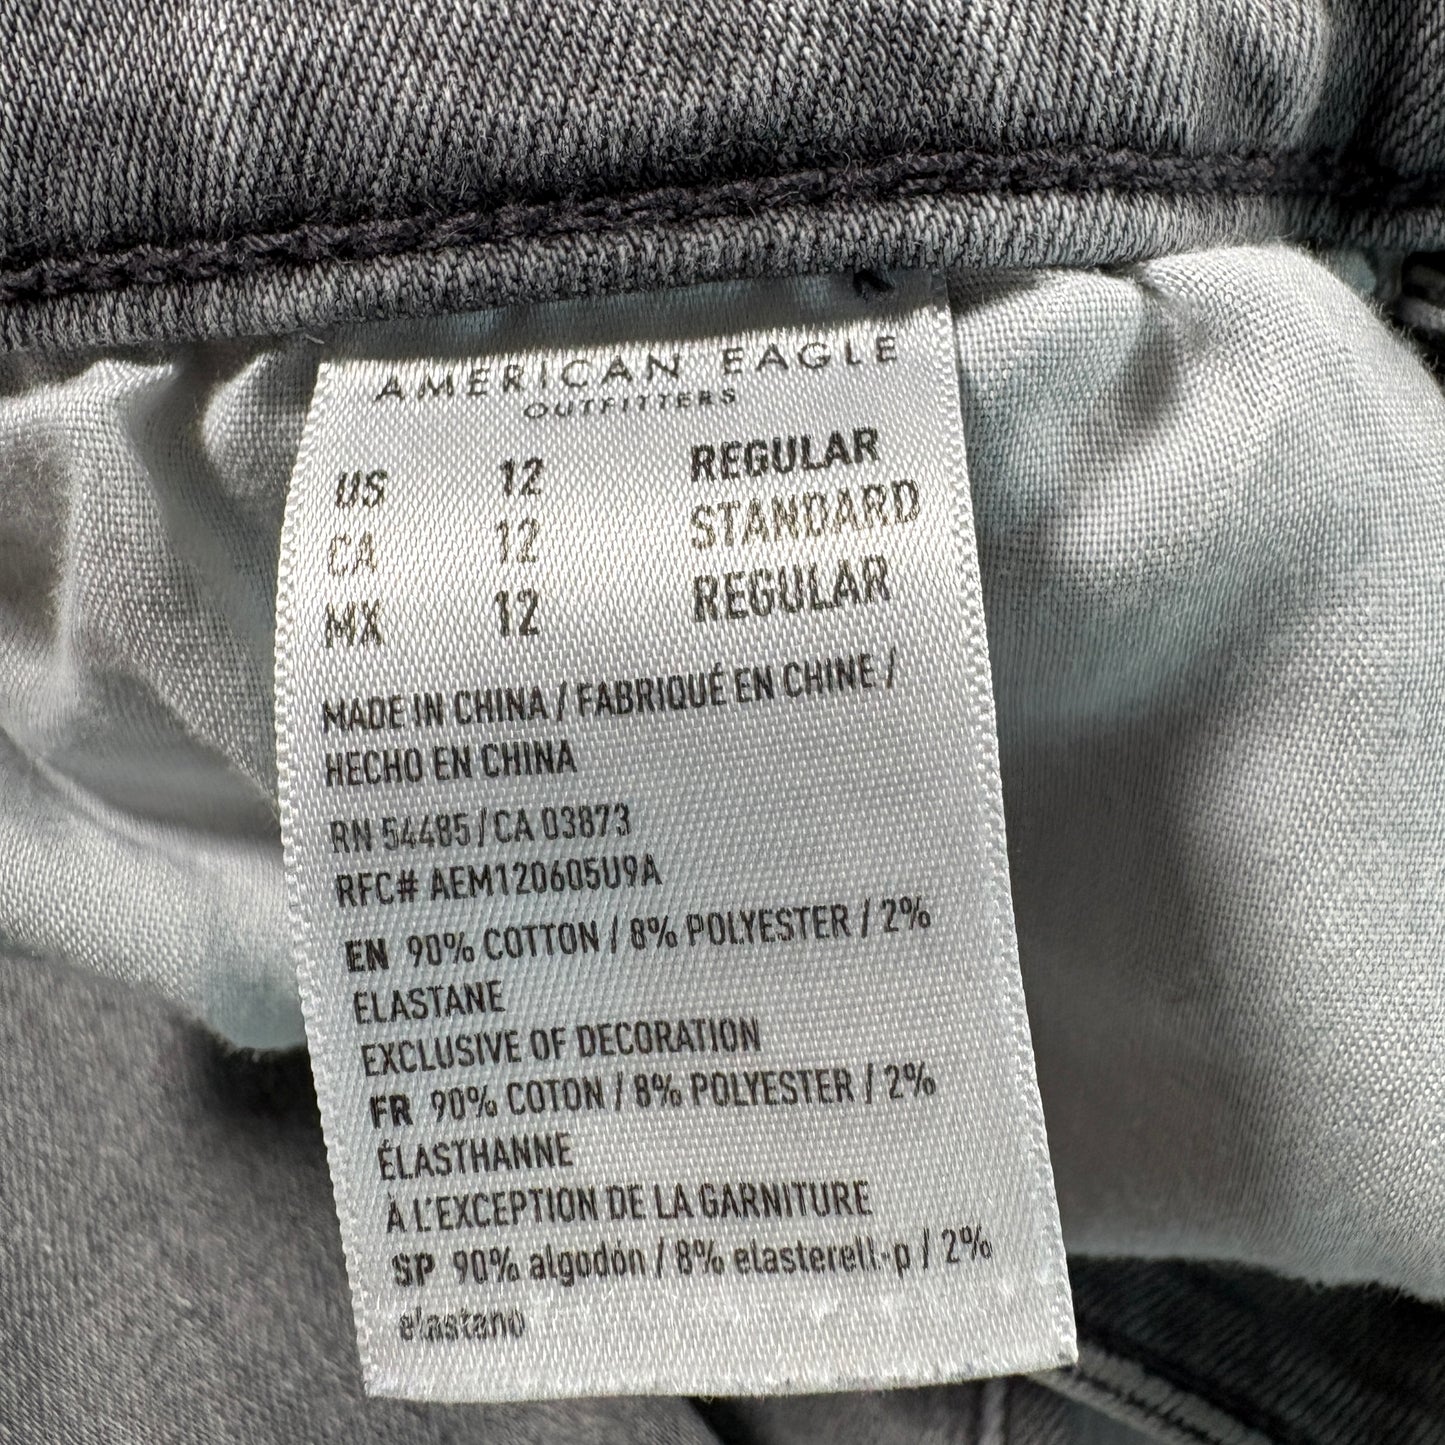 AMERICAN EAGLE
OUTFITTERS
US 12 REGULAR
CA 12 STANDARD
MX 12 REGULAR
MADE IN CHINA / FABRIQUÉ EN CHINE /
HECHO EN CHINA
RN 54485 / CA 03873
RFC# AEM120605U9A
EN 90% COTTON / 8% POLYESTER / 2%
ELASTANE
EXCLUSIVE OF DECORATION
FR 90% COTON / 8% POLYESTER / 2%
ÉLASTHANNE
À L'EXCEPTION DE LA GARNITURE
SP 90% algodón / 8% elasterell-p / 2%
elastano